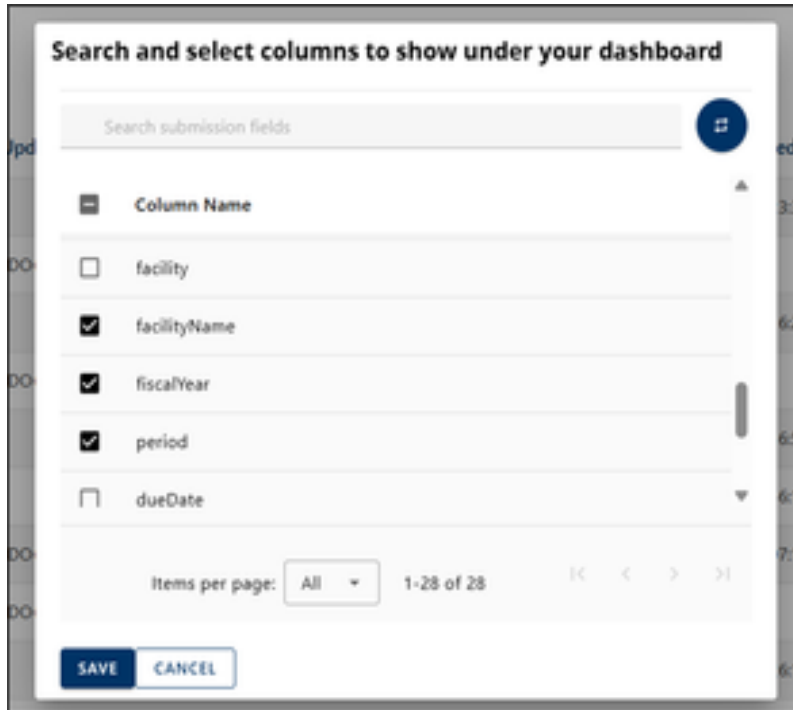 Search and select columns to show under your dashboard
Search submission fields
Column Name
facility
facilityName
fiscalYear
period
dueDate
Items per page: All 1-28 of 28
SAVE CANCEL